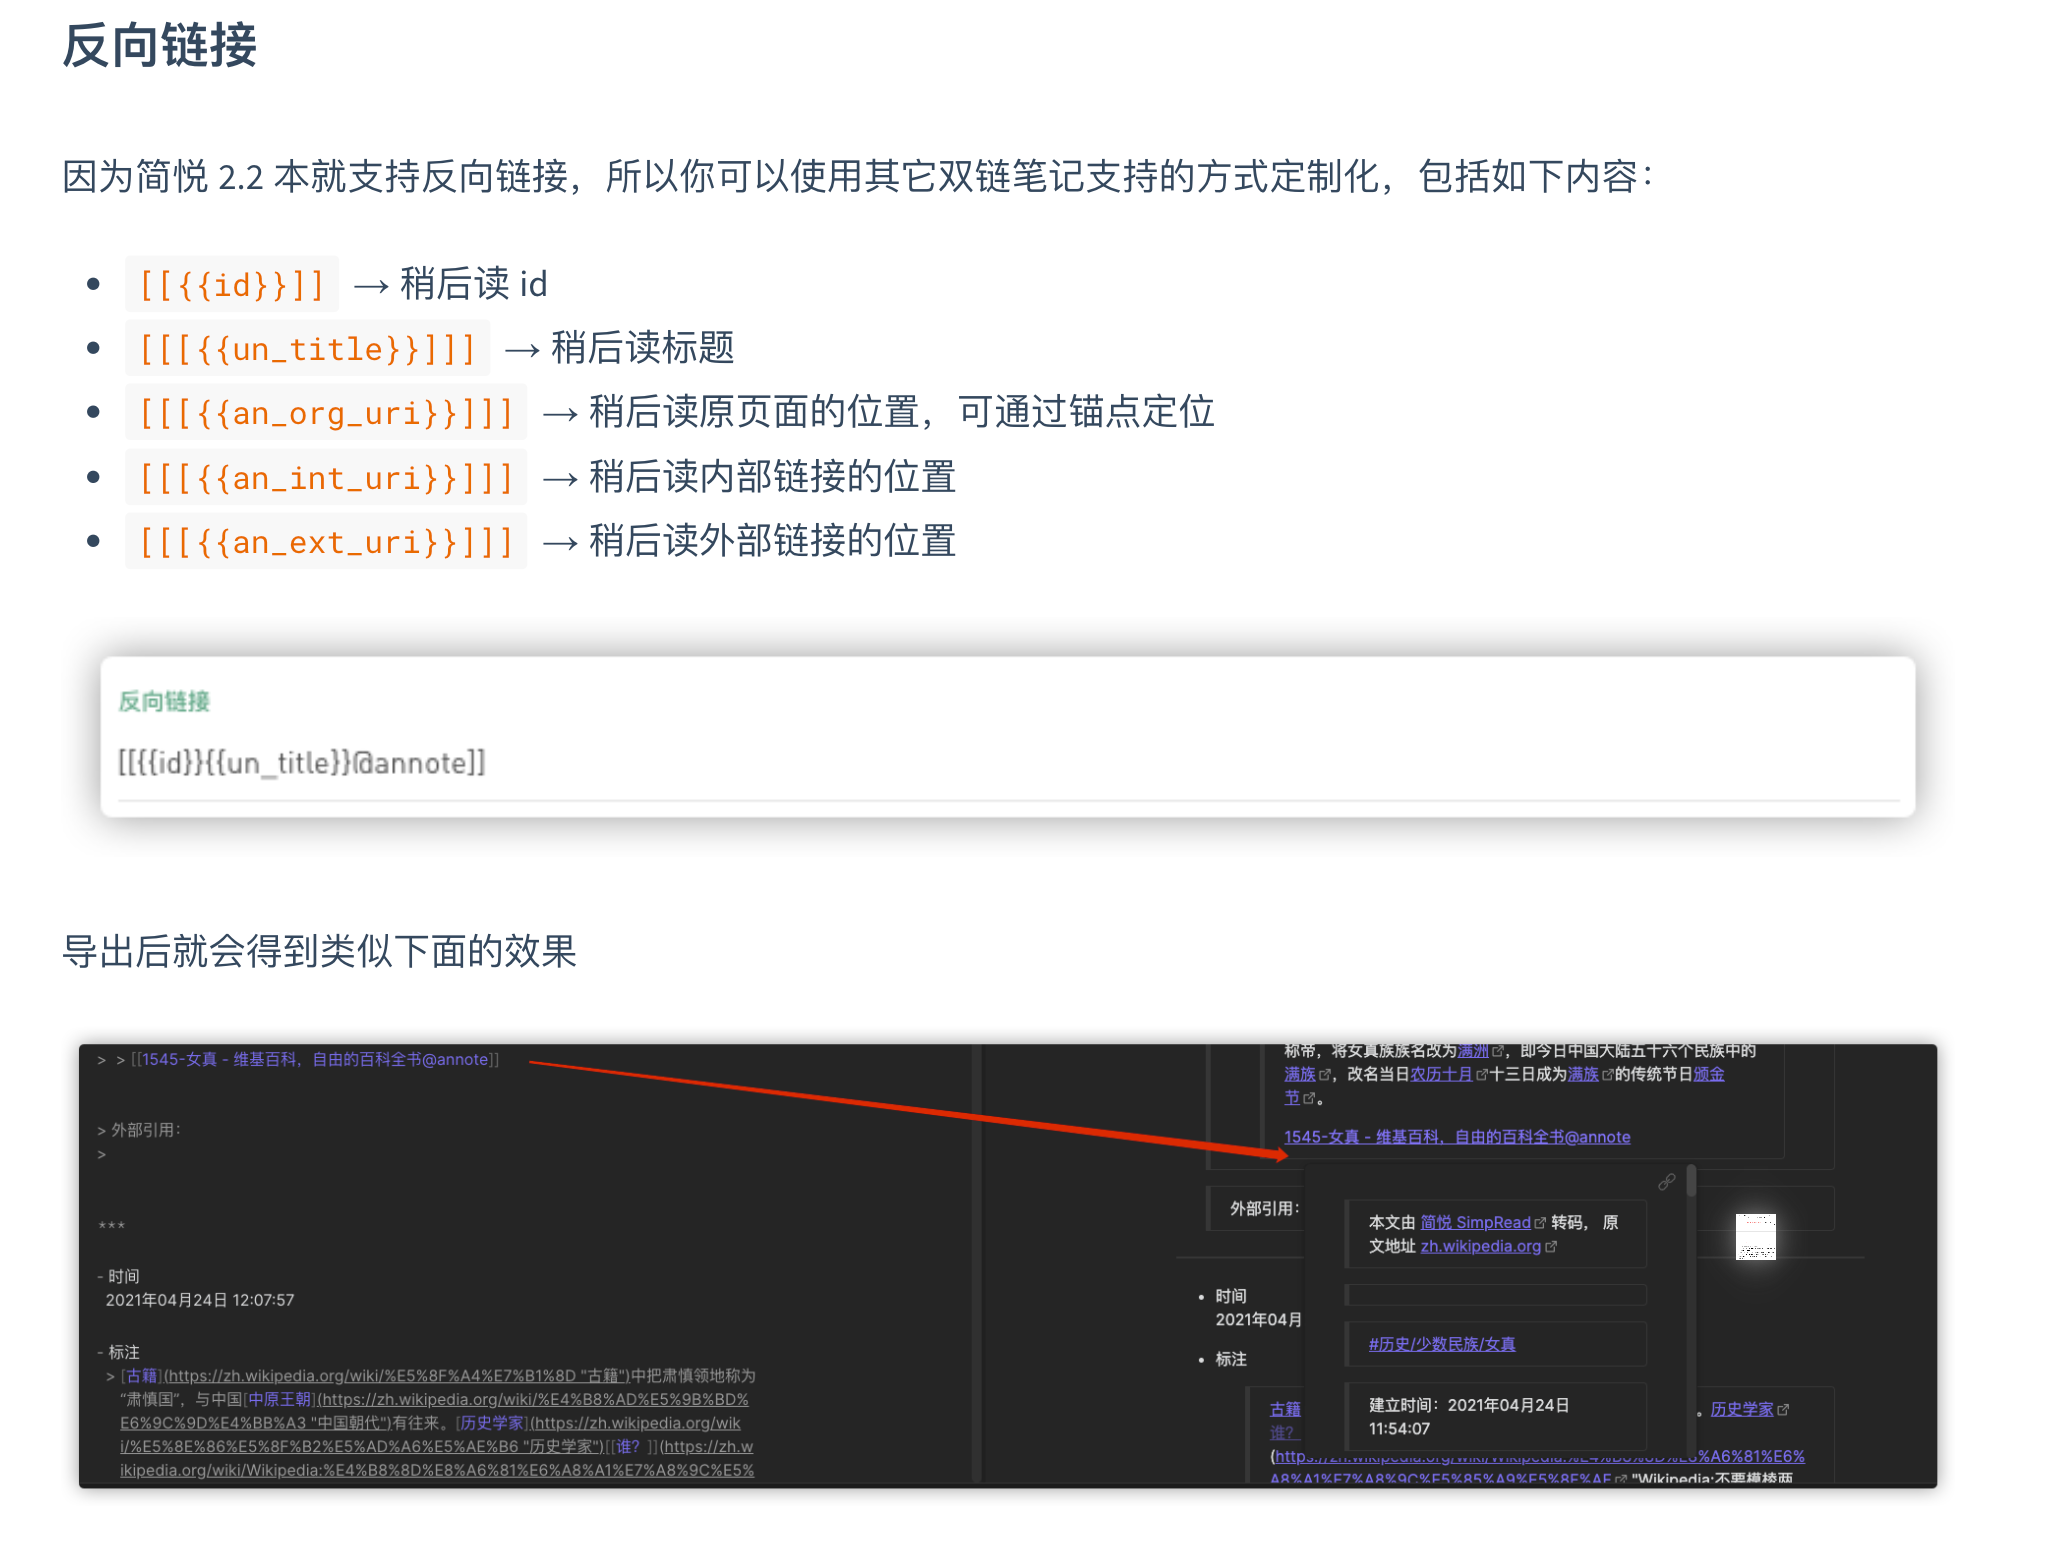 反向链接
因为简悦 2.2 本就支持反向链接，所以你可以使用其它双链笔记支持的方式定制化，包括如下内容：
[[{{id}}]] → 稍后读 id
[[[{{un_title}}]]] → 稍后读标题
[[[{{an_org_uri}}]]] → 稍后读原页面的位置，可通过锚点定位
[[[{{an_int_uri}}]]] → 稍后读内部链接的位置
[[[{{an_ext_uri}}]]] → 稍后读外部链接的位置
反向链接
[[{{id}}{{un_title}}@annote]]
导出后就会得到类似下面的效果
> > [[1545-女真 - 维基百科，自由的百科全书@annote]]
> 外部引用：
>
***
- 时间
2021年04月24日 12:07:57
- 标注
> [古籍](https://zh.wikipedia.org/wiki/%E5%8F%A4%E7%B1%8D "古籍")中把肃慎领地称为
“肃慎国”，与中国[中原王朝](https://zh.wikipedia.org/wiki/%E4%B8%AD%E5%9B%BD%
E6%9C%9D%E4%BB%A3 "中国朝代")有往来。[历史学家](https://zh.wikipedia.org/wik
i/%E5%8E%86%E5%8F%B2%E5%AD%A6%E5%AE%B6 "历史学家")[[谁？]](https://zh.w
ikipedia.org/wiki/Wikipedia:%E4%B8%8D%E8%A6%81%E6%A8%A1%E7%A8%9C%E5%
称帝，将女真族族名改为满洲，即今日中国大陆五十六个民族中的
满族，改名当日农历十月十三日成为满族的传统节日颁金
节。
1545-女真 - 维基百科，自由的百科全书@annote
外部引用：
本文由 简悦 SimpRead 转码， 原
文地址 zh.wikipedia.org
#历史/少数民族/女真
建立时间：2021年04月24日
11:54:07
• 时间
2021年04月
• 标注
古籍
。历史学家
谁？
%A6%81%E6%
A8%A1%E7%A8%9C%E5%85%A9%E5%8F%AF "Wikipedia:不要模棱两